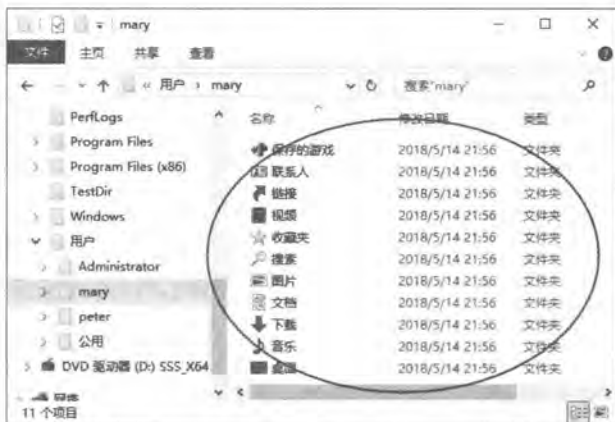 mary
文件 主页 共享 查看
« 用户 › mary
搜索"mary"
名称 修改日期 类型
PerfLogs
Program Files
Program Files (x86)
TestDir
Windows
用户
Administrator
mary
peter
公用
DVD 驱动器 (D:) SSS_X64
保存的游戏 2018/5/14 21:56 文件夹
联系人 2018/5/14 21:56 文件夹
链接 2018/5/14 21:56 文件夹
视频 2018/5/14 21:56 文件夹
收藏夹 2018/5/14 21:56 文件夹
搜索 2018/5/14 21:56 文件夹
图片 2018/5/14 21:56 文件夹
文档 2018/5/14 21:56 文件夹
下载 2018/5/14 21:56 文件夹
音乐 2018/5/14 21:56 文件夹
桌面 2018/5/14 21:56 文件夹
11 个项目